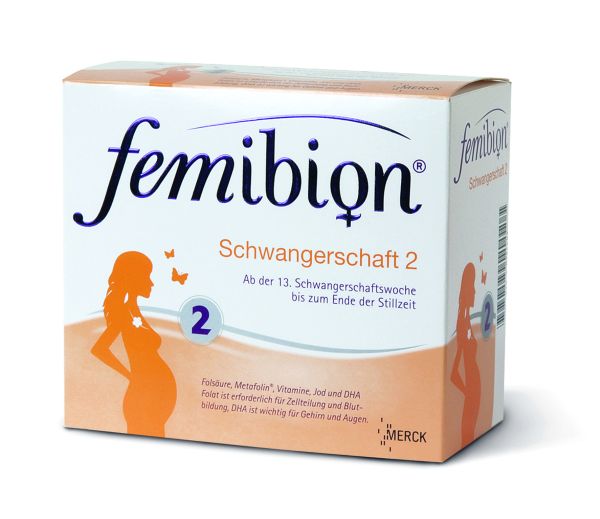 femibion®
Schwangerschaft 2
Ab der 13. Schwangerschaftswoche
bis zum Ende der Stillzeit
2
Folsäure, Metafolin®, Vitamine, Jod und DHA
Folat ist erforderlich für Zellteilung und Blut-
bildung, DHA ist wichtig für Gehirn und Augen.
MERCK
femibion®
Schwangerschaft 2
2